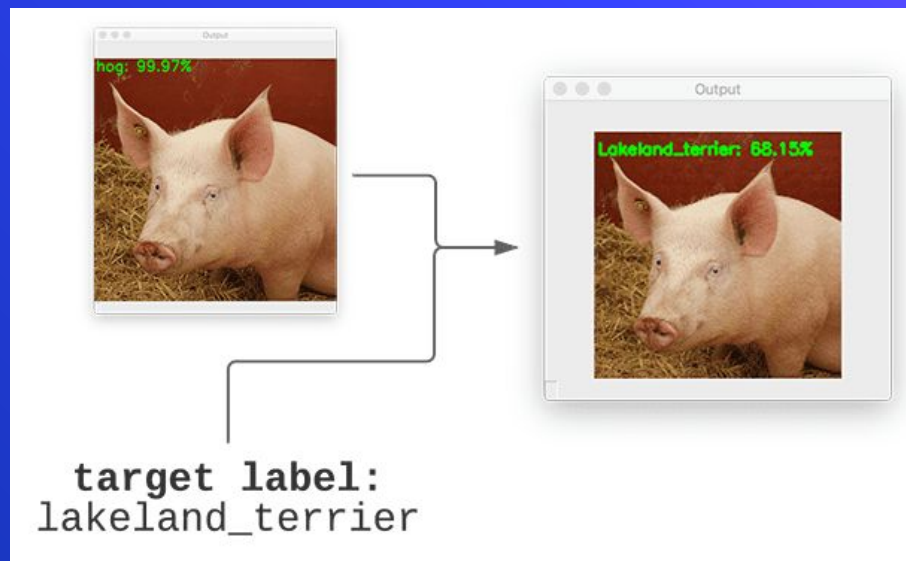 Output
hog: 99.97%
Output
Lakeland_terrier: 68.15%
target label:
lakeland_terrier